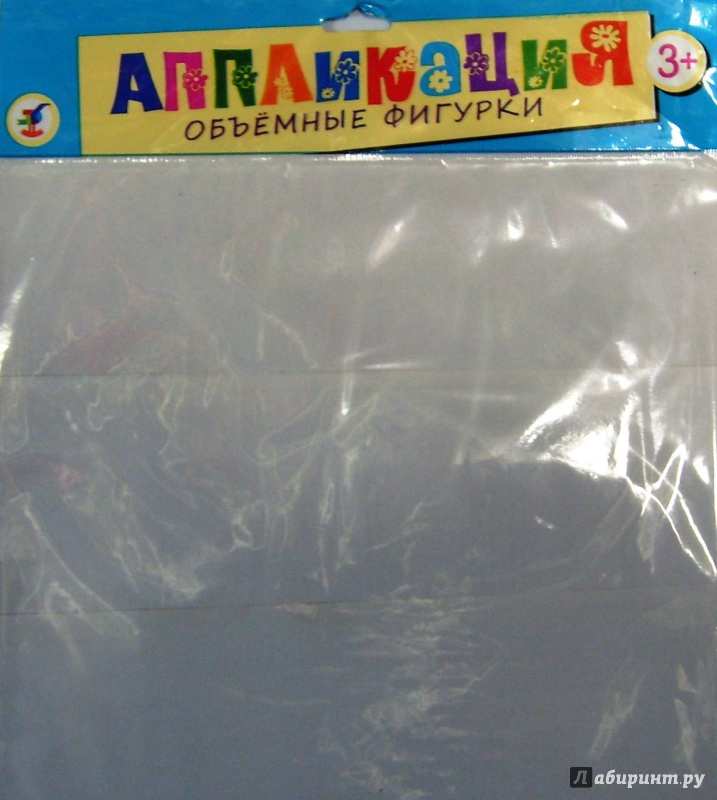 АППЛИКАЦИЯ
3+
ОБЪЁМНЫЕ ФИГУРКИ
Лабиринт.ру